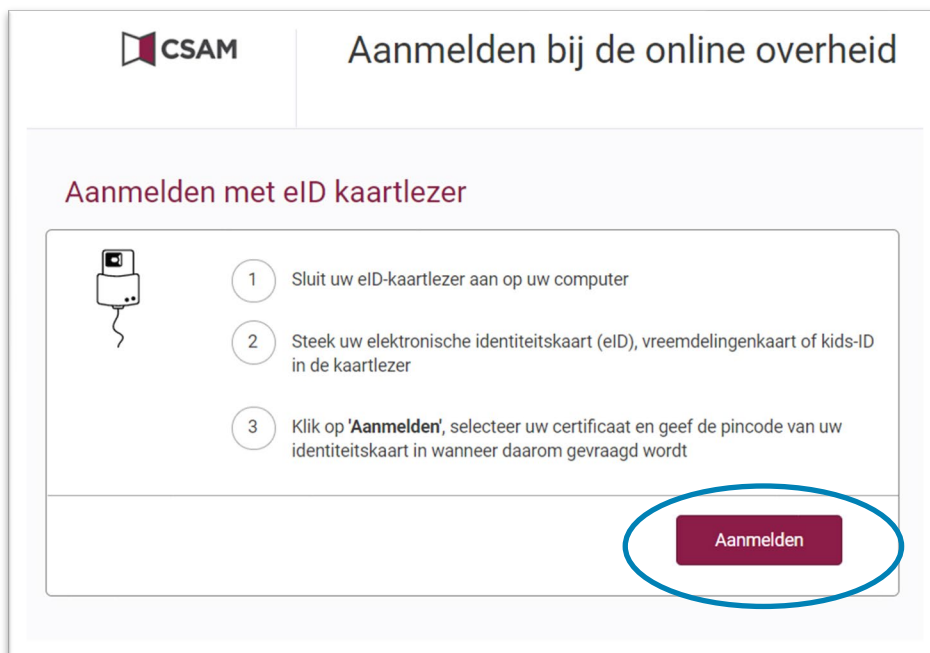 CSAM
Aanmelden bij de online overheid
Aanmelden met eID kaartlezer
1 Sluit uw eID-kaartlezer aan op uw computer
2 Steek uw elektronische identiteitskaart (eID), vreemdelingenkaart of kids-ID
in de kaartlezer
3 Klik op 'Aanmelden', selecteer uw certificaat en geef de pincode van uw
identiteitskaart in wanneer daarom gevraagd wordt
Aanmelden